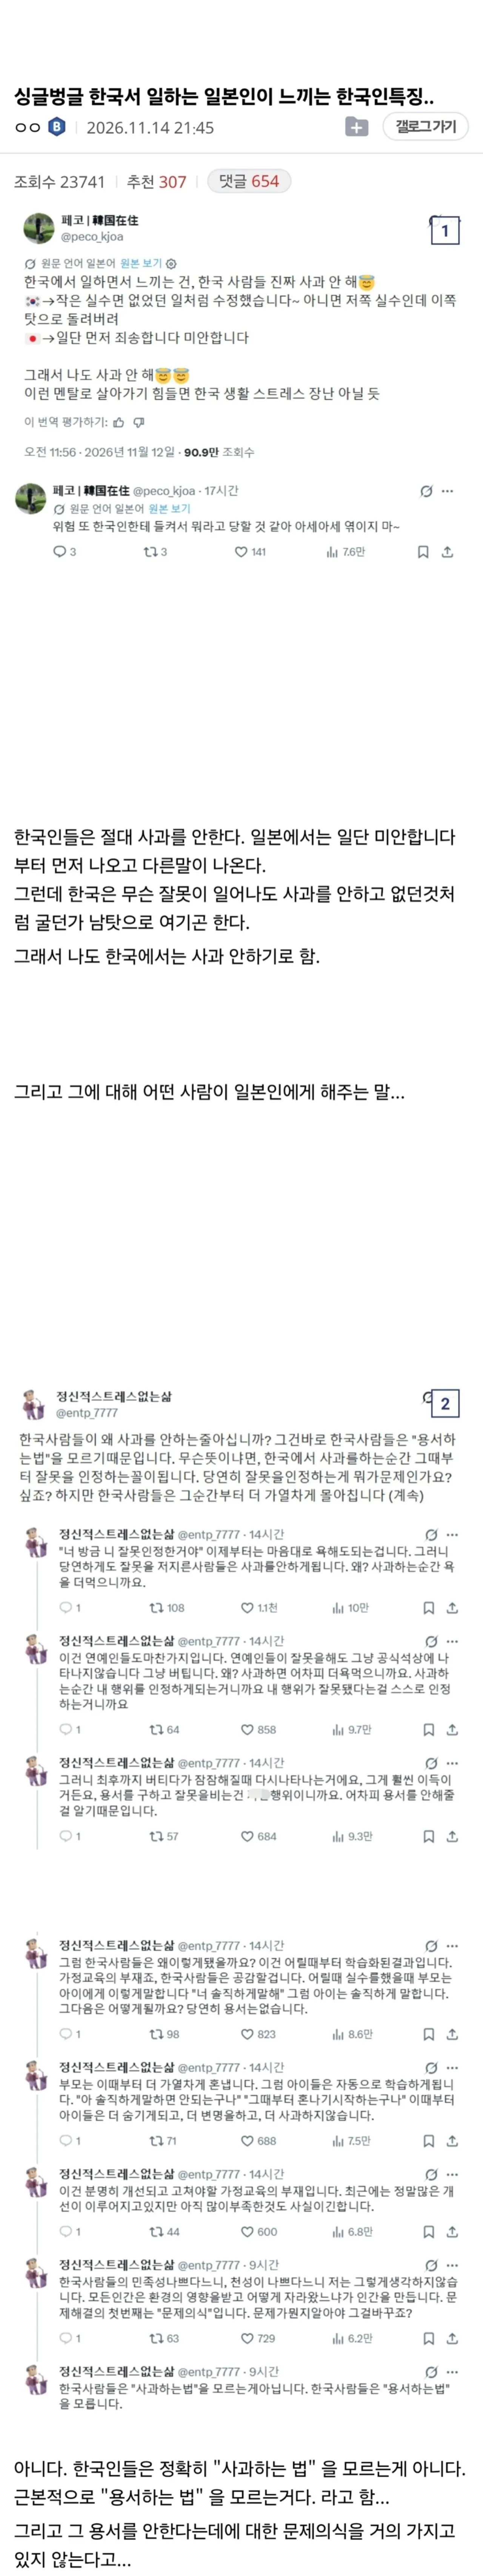 싱글벙글 한국서 일하는 일본인이 느끼는 한국인특징..
ㅇㅇ B 2026.11.14 21:45
갤로그 가기
조회수 23741 추천 307 댓글 654
페코 | 韓国在住
@peco_kjoa
1
원문 언어 일본어 원본 보기
한국에서 일하면서 느끼는 건, 한국 사람들 진짜 사과 안 해😇
🇰🇷→작은 실수면 없었던 일처럼 수정했습니다~ 아니면 저쪽 실수인데 이쪽
탓으로 돌려버려
🇯🇵→일단 먼저 죄송합니다 미안합니다
그래서 나도 사과 안 해😇😇
이런 멘탈로 살아가기 힘들면 한국 생활 스트레스 장난 아닐 듯
이 번역 평가하기:
오전 11:56 · 2026년 11월 12일 · 90.9만 조회수
페코 | 韓国在住 @peco_kjoa · 17시간
원문 언어 일본어 원본 보기
위험 또 한국인한테 들켜서 뭐라고 당할 것 같아 아세아세 엮이지 마~
3 3 141 7.6만
한국인들은 절대 사과를 안한다. 일본에서는 일단 미안합니다
부터 먼저 나오고 다른말이 나온다.
그런데 한국은 무슨 잘못이 일어나도 사과를 안하고 없던것처
럼 굴던가 남탓으로 여기곤 한다.
그래서 나도 한국에서는 사과 안하기로 함.
그리고 그에 대해 어떤 사람이 일본인에게 해주는 말...
정신적스트레스없는삶
@entp_7777
2
한국사람들이 왜 사과를 안하는줄아십니까? 그건바로 한국사람들은 "용서하
는법"을 모르기때문입니다. 무슨뜻이냐면, 한국에서 사과를하는순간 그때부
터 잘못을 인정하는꼴이됩니다. 당연히 잘못을인정하는게 뭐가문제인가요?
싶죠? 하지만 한국사람들은 그순간부터 더 가열차게 몰아칩니다 (계속)
정신적스트레스없는삶 @entp_7777 · 14시간
"너 방금 니 잘못인정한거야" 이제부터는 마음대로 욕해도되는겁니다. 그러니
당연하게도 잘못을 저지른사람들은 사과를안하게됩니다. 왜? 사과하는순간 욕
을 더먹으니까요.
1 108 1.1천 10만
정신적스트레스없는삶 @entp_7777 · 14시간
이건 연예인들도마찬가지입니다. 연예인들이 잘못을해도 그냥 공식석상에 나
타나지않습니다 그냥 버팁니다. 왜? 사과하면 어차피 더욕먹으니까요. 사과하
는순간 내 행위를 인정하게되는거니까요 내 행위가 잘못됐다는걸 스스로 인정
하는거니까요
1 64 858 9.7만
정신적스트레스없는삶 @entp_7777 · 14시간
그러니 최후까지 버티다가 잠잠해질때 다시나타나는거에요, 그게 훨씬 이득이
거든요, 용서를 구하고 잘못을비는건 행위이니까요. 어차피 용서를 안해줄
걸 알기때문입니다.
1 57 684 9.3만
정신적스트레스없는삶 @entp_7777 · 14시간
그럼 한국사람들은 왜이렇게됐을까요? 이건 어릴때부터 학습화된결과입니다.
가정교육의 부재죠, 한국사람들은 공감할겁니다. 어릴때 실수를했을때 부모는
아이에게 이렇게말합니다 "너 솔직하게말해" 그럼 아이는 솔직하게 말합니다.
그다음은 어떻게될까요? 당연히 용서는없습니다.
1 98 823 8.6만
정신적스트레스없는삶 @entp_7777 · 14시간
부모는 이때부터 더 가열차게 혼냅니다. 그럼 아이들은 자동으로 학습하게됩니
다. "아 솔직하게말하면 안되는구나" "그때부터 혼나기시작하는구나" 이때부터
아이들은 더 숨기게되고, 더 변명을하고, 더 사과하지않습니다.
1 71 688 7.5만
정신적스트레스없는삶 @entp_7777 · 14시간
이건 분명히 개선되고 고쳐야할 가정교육의 부재입니다. 최근에는 정말많은 개
선이 이루어지고있지만 아직 많이부족한것도 사실이긴합니다.
1 44 600 6.8만
정신적스트레스없는삶 @entp_7777 · 9시간
한국사람들의 민족성나쁘다느니, 천성이 나쁘다느니 저는 그렇게생각하지않습
니다. 모든인간은 환경의 영향을받고 어떻게 자라왔느냐가 인간을 만듭니다. 문
제해결의 첫번째는 "문제의식"입니다. 문제가뭔지알아야 그걸바꾸죠?
1 63 729 6.2만
정신적스트레스없는삶 @entp_7777 · 9시간
한국사람들은 "사과하는법"을 모르는게아닙니다. 한국사람들은 "용서하는법"
을 모릅니다.
아니다. 한국인들은 정확히 "사과하는 법" 을 모르는게 아니다.
근본적으로 "용서하는 법" 을 모르는거다. 라고 함...
그리고 그 용서를 안한다는데에 대한 문제의식을 거의 가지고
있지 않는다고...